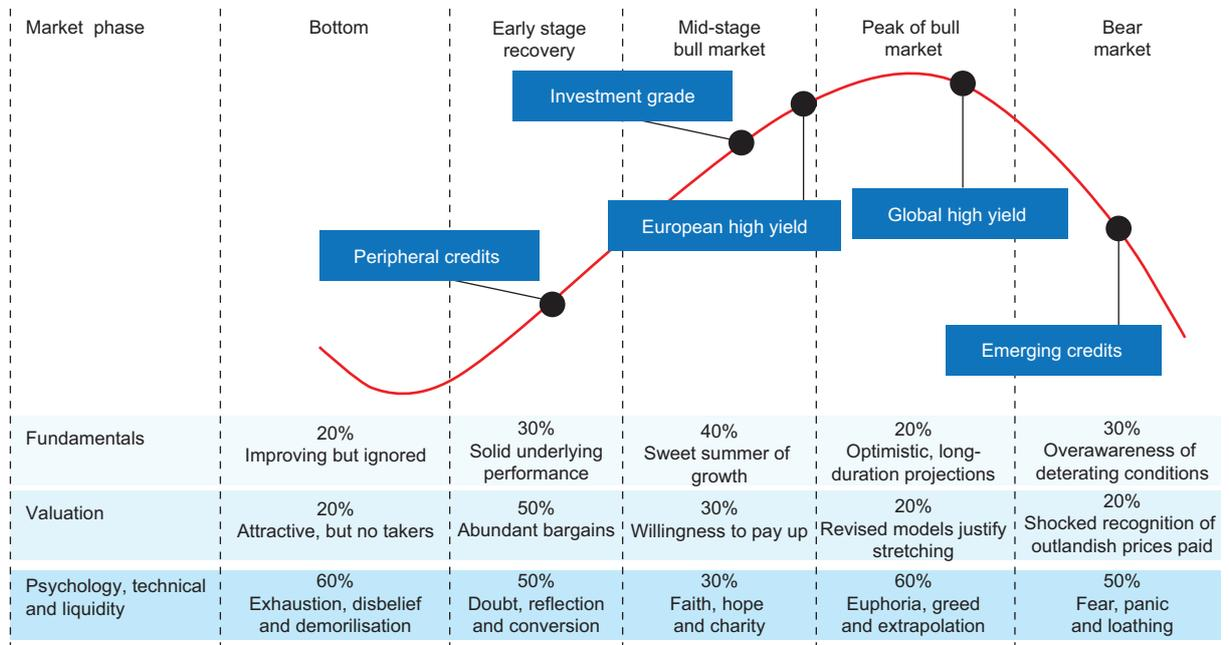 Market phase
Bottom
Early stage
recovery
Mid-stage
bull market
Peak of bull
market
Bear
market
Investment grade
European high yield
Global high yield
Peripheral credits
Emerging credits
Fundamentals
20%
Improving but ignored
30%
Solid underlying
performance
40%
Sweet summer of
growth
20%
Optimistic, long-
duration projections
30%
Overawareness of
deterating conditions
Valuation
20%
Attractive, but no takers
50%
Abundant bargains
30%
Willingness to pay up
20%
Revised models justify
stretching
20%
Shocked recognition of
outlandish prices paid
Psychology, technical
and liquidity
60%
Exhaustion, disbelief
and demorilisation
50%
Doubt, reflection
and conversion
30%
Faith, hope
and charity
60%
Euphoria, greed
and extrapolation
50%
Fear, panic
and loathing